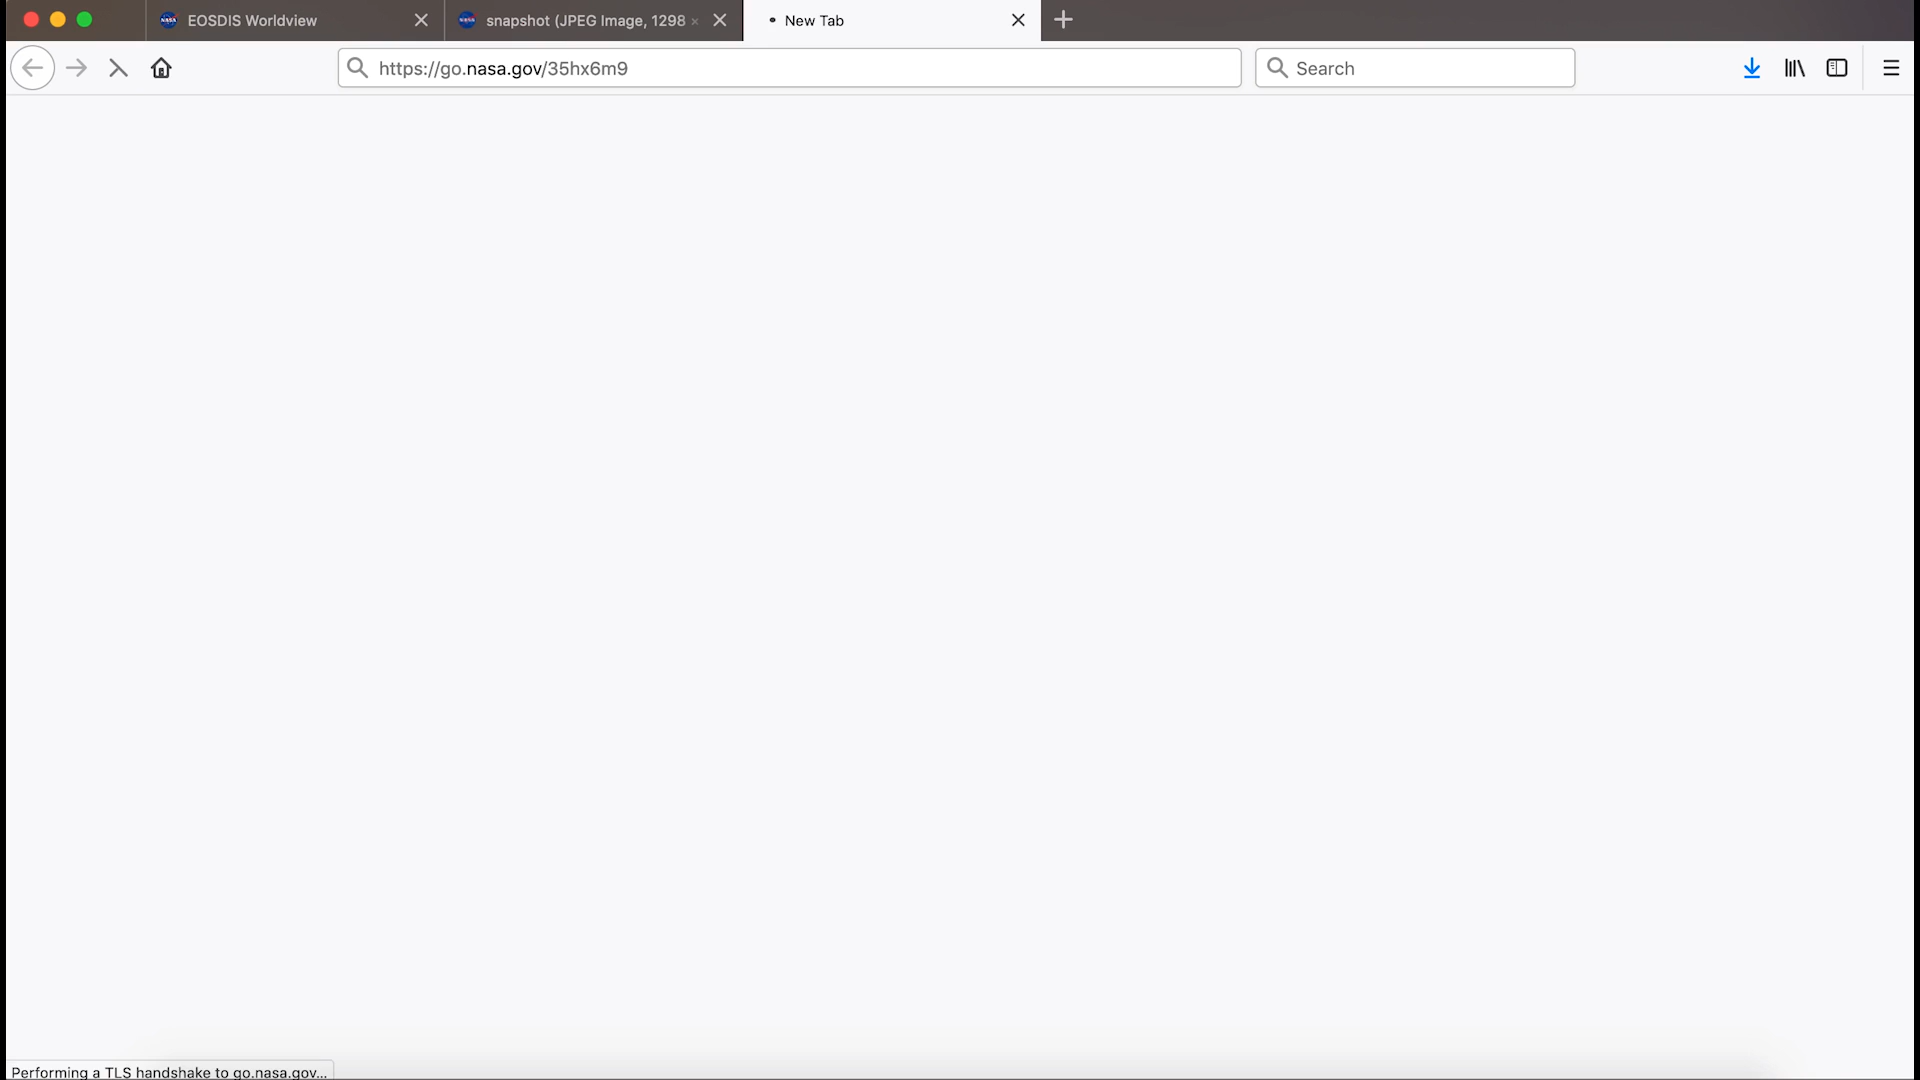 EOSDIS Worldview
snapshot (JPEG Image, 1298 ×
New Tab
https://go.nasa.gov/35hx6m9
Search
Performing a TLS handshake to go.nasa.gov...